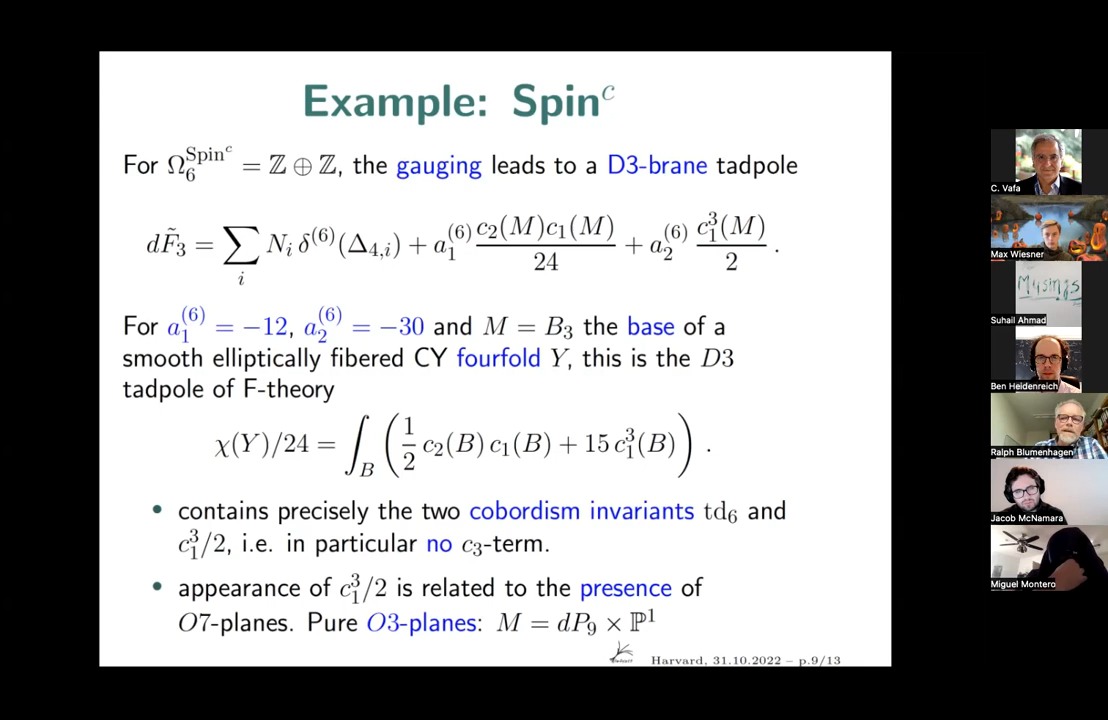 Example: Spin^c
For Ω_6^{Spin^c} = ℤ ⊕ ℤ, the gauging leads to a D3-brane tadpole
dF̃_3 = ∑_i N_i δ^{(6)}(Δ_{4,i}) + a_1^{(6)} c_2(M)c_1(M)/24 + a_2^{(6)} c_1^3(M)/2 .
For a_1^{(6)} = −12, a_2^{(6)} = −30 and M = B_3 the base of a
smooth elliptically fibered CY fourfold Y, this is the D3
tadpole of F-theory
χ(Y)/24 = ∫_B (1/2 c_2(B) c_1(B) + 15 c_1^3(B)) .
• contains precisely the two cobordism invariants td_6 and
c_1^3/2, i.e. in particular no c_3-term.
• appearance of c_1^3/2 is related to the presence of
O7-planes. Pure O3-planes: M = dP_9 × ℙ^1
Harvard, 31.10.2022 – p.9/13
C. Vafa
Max Wiesner
Musings
Suhail Ahmad
Ben Heidenreich
Ralph Blumenhagen
Jacob McNamara
Miguel Montero